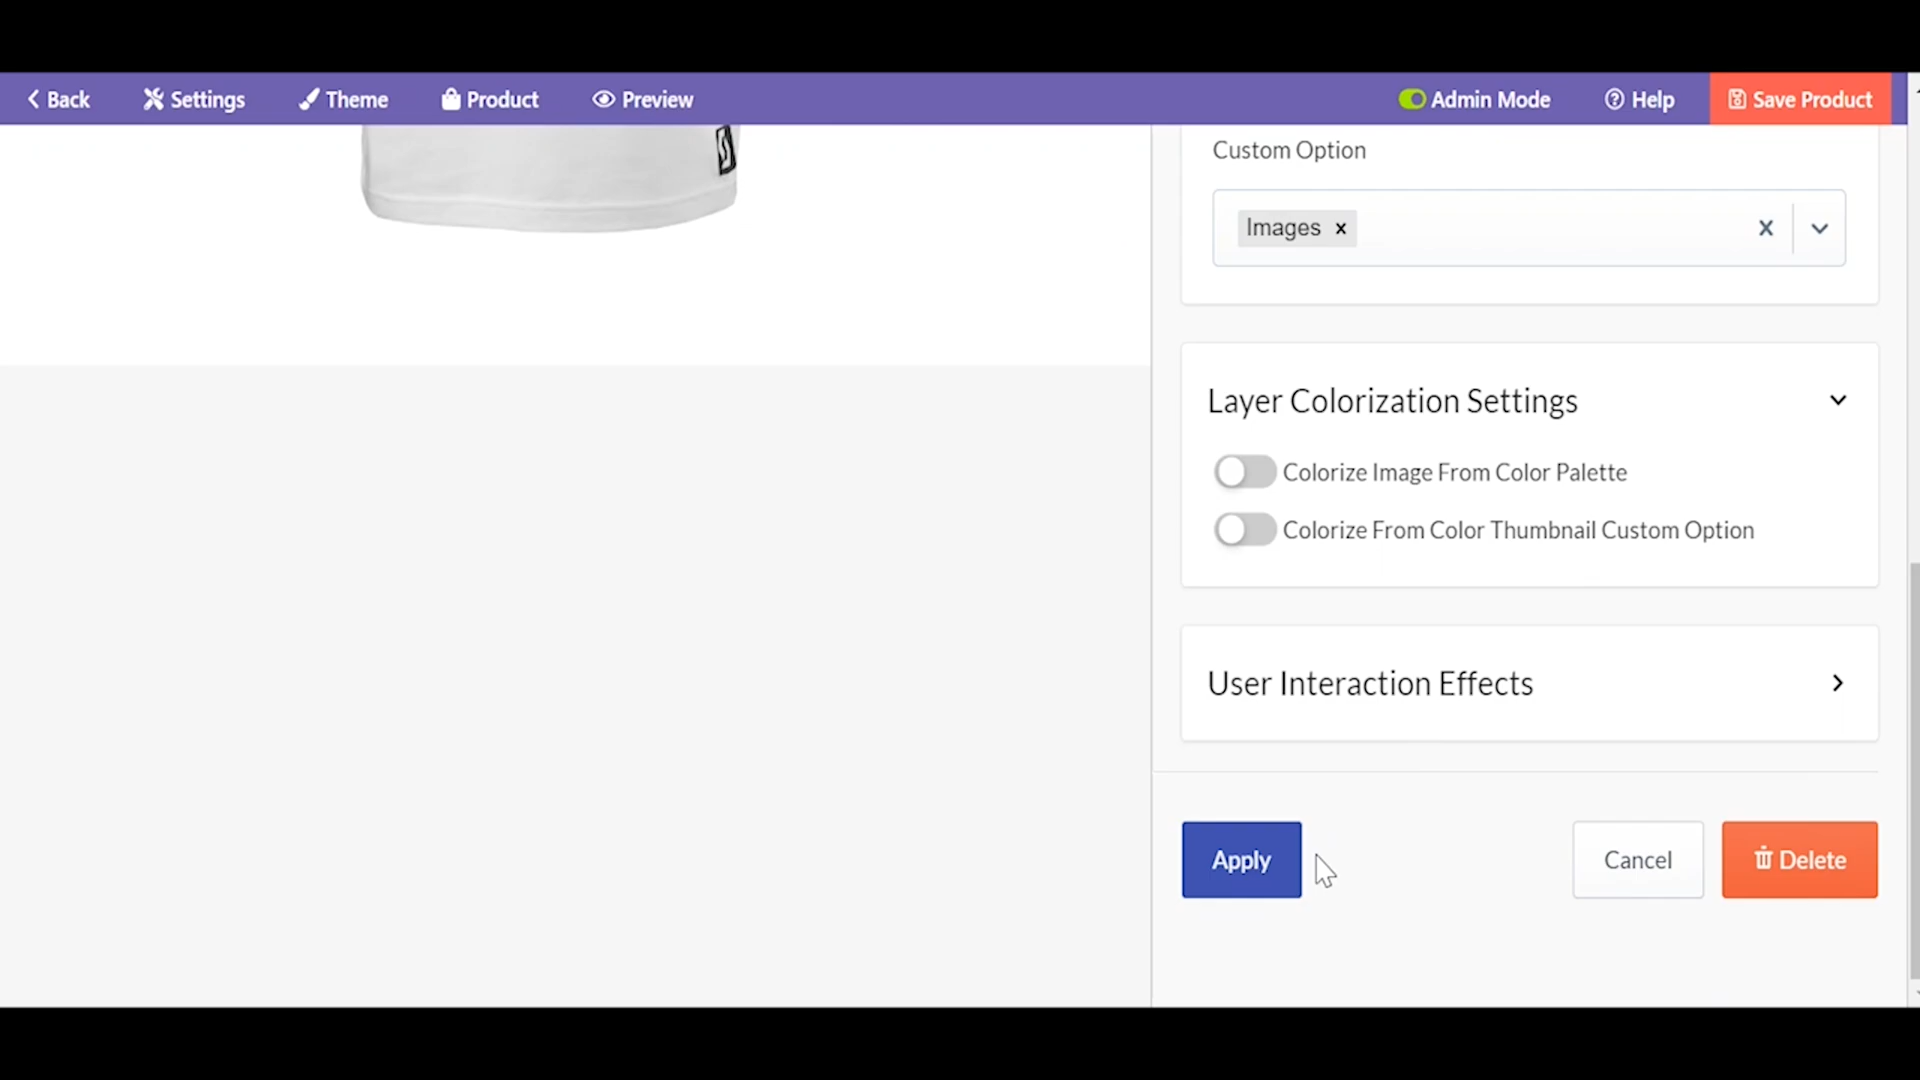 Back Settings Theme Product Preview Admin Mode Help Save Product
Custom Option
Images
Layer Colorization Settings
Colorize Image From Color Palette
Colorize From Color Thumbnail Custom Option
User Interaction Effects
Apply Cancel Delete